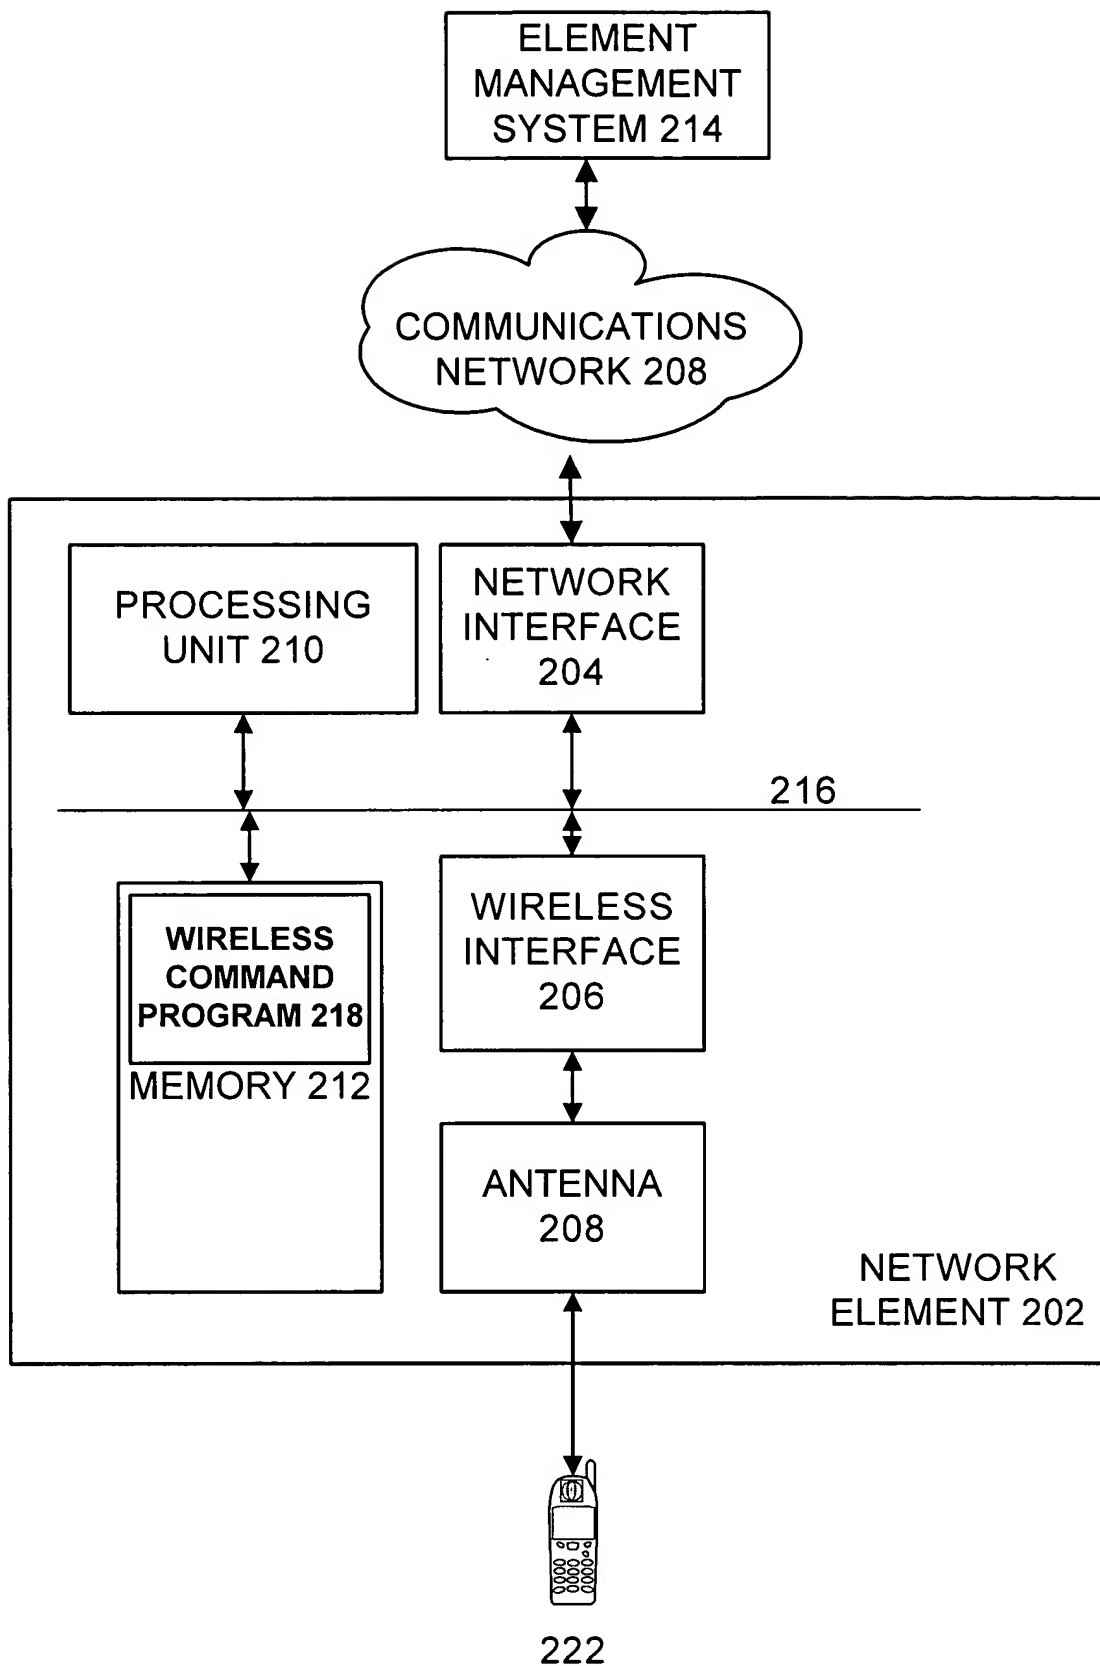 ELEMENT
MANAGEMENT
SYSTEM 214
COMMUNICATIONS
NETWORK 208
PROCESSING
UNIT 210
NETWORK
INTERFACE
204
216
WIRELESS
COMMAND
PROGRAM 218
MEMORY 212
WIRELESS
INTERFACE
206
ANTENNA
208
NETWORK
ELEMENT 202
222